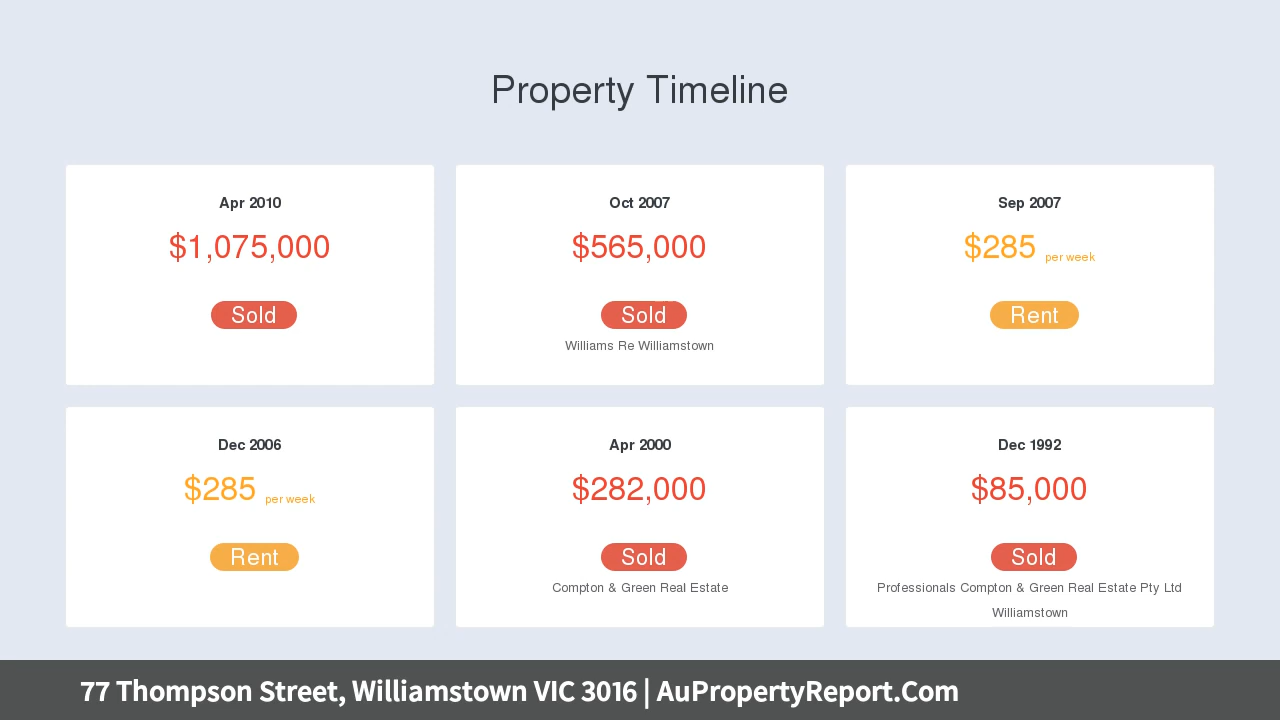 Property Timeline
Apr 2010
$1,075,000
Sold
Oct 2007
$565,000
Sold
Williams Re Williamstown
Sep 2007
$285 per week
Rent
Dec 2006
$285 per week
Rent
Apr 2000
$282,000
Sold
Compton & Green Real Estate
Dec 1992
$85,000
Sold
Professionals Compton & Green Real Estate Pty Ltd
Williamstown
77 Thompson Street, Williamstown VIC 3016 | AuPropertyReport.Com